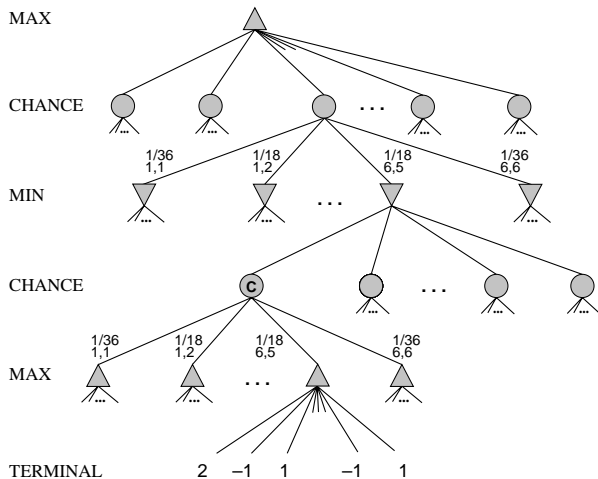 MAX
CHANCE
...
... ... ... ... ...
1/36 1/18 1/18 1/36
1,1 1,2 6,5 6,6
MIN
...
... ... ...
CHANCE
C
...
... ... ...
1/36 1/18 1/18 1/36
1,1 1,2 6,5 6,6
MAX
...
... ... ...
TERMINAL 2 –1 1 –1 1